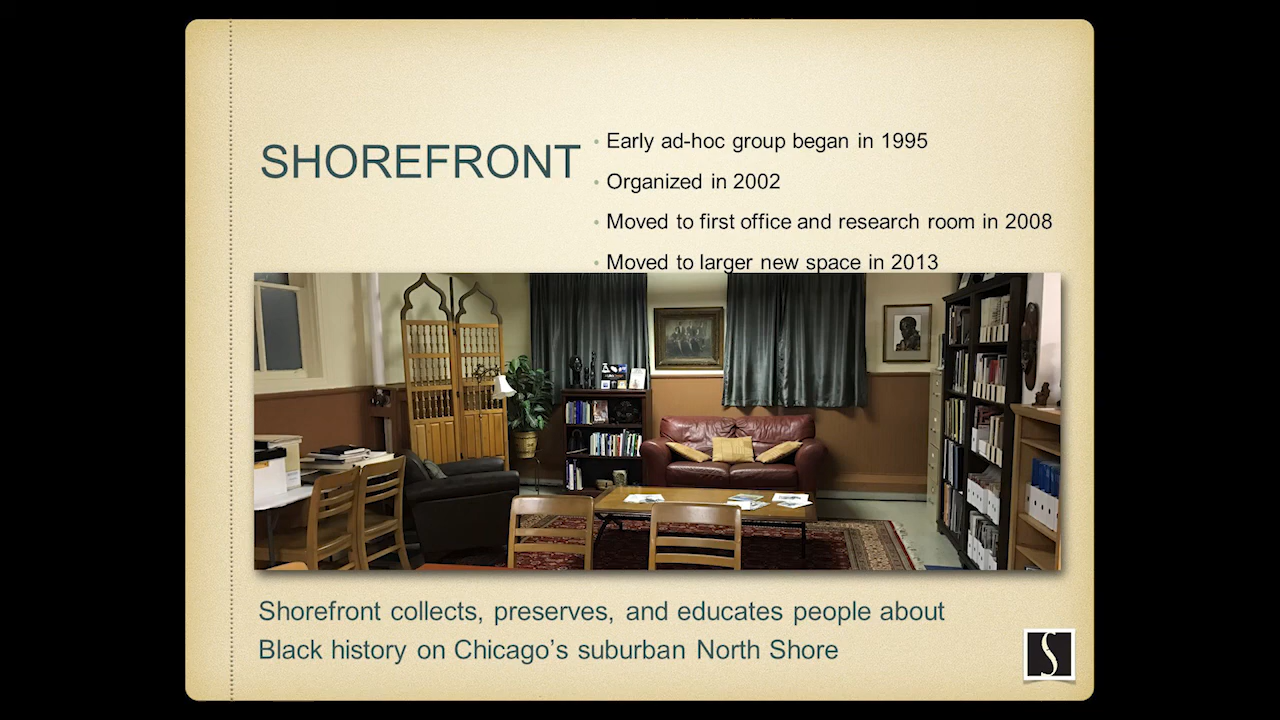 SHOREFRONT
• Early ad-hoc group began in 1995
• Organized in 2002
• Moved to first office and research room in 2008
• Moved to larger new space in 2013
Shorefront collects, preserves, and educates people about
Black history on Chicago’s suburban North Shore
S